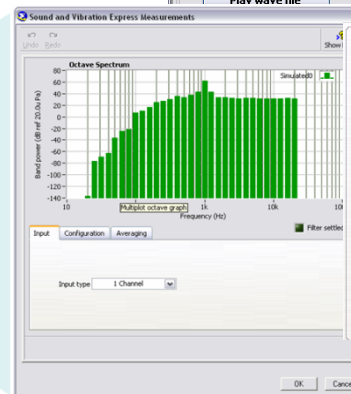 Play wave file
Sound and Vibration Express Measurements
Undo Redo
Show
Octave Spectrum
Simulated0
Band power (dB ref 20.0u Pa)
80
60
40
20
0
-20
-40
-60
-80
-100
-120
-140
10 1k 10k
Multiplot octave graph
Frequency (Hz)
Filter settled
Input Configuration Averaging
Input type 1 Channel
OK Cance